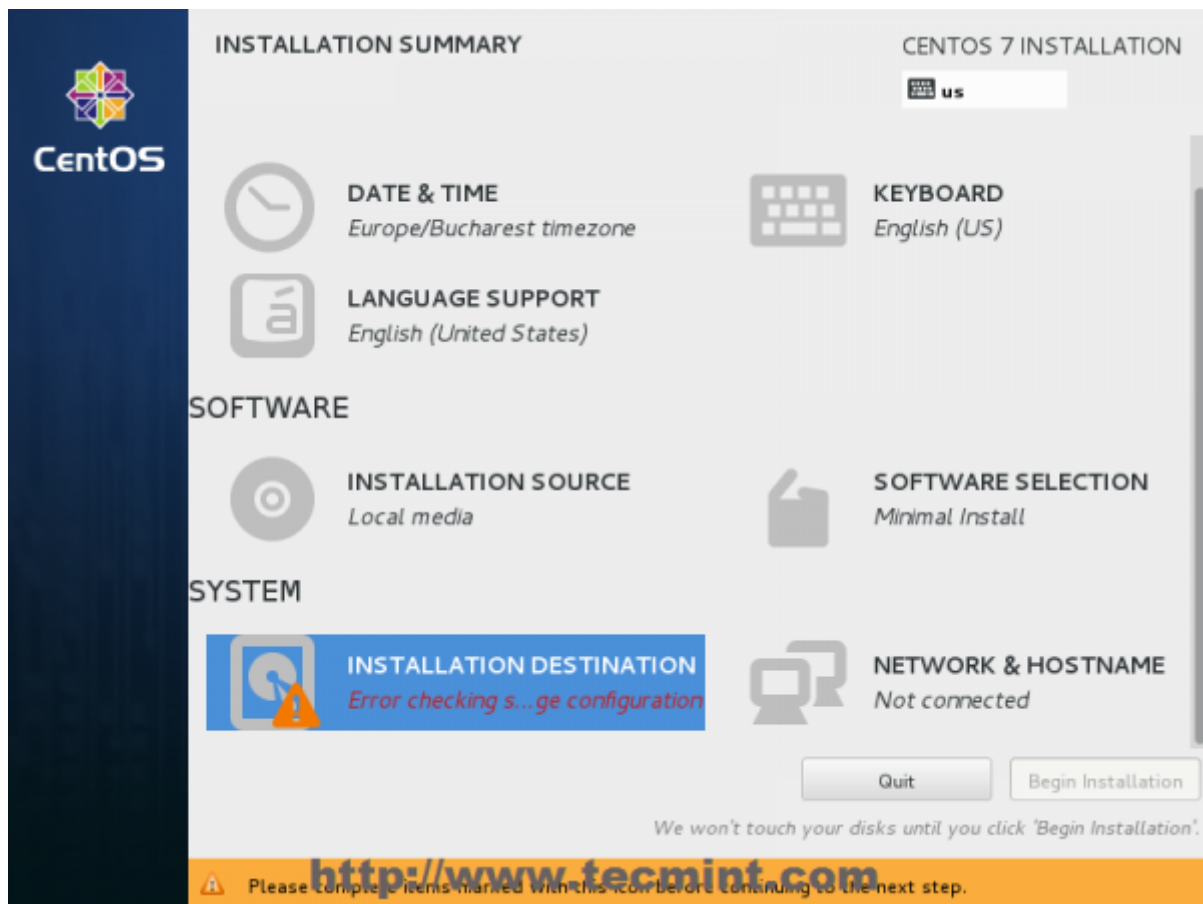 INSTALLATION SUMMARY
CENTOS 7 INSTALLATION
us
CentOS
DATE & TIME
Europe/Bucharest timezone
KEYBOARD
English (US)
á
LANGUAGE SUPPORT
English (United States)
SOFTWARE
INSTALLATION SOURCE
Local media
SOFTWARE SELECTION
Minimal Install
SYSTEM
INSTALLATION DESTINATION
Error checking s...ge configuration
NETWORK & HOSTNAME
Not connected
Quit
Begin Installation
We won't touch your disks until you click 'Begin Installation'.
Please complete items marked with this icon before continuing to the next step.
http://www.tecmint.com